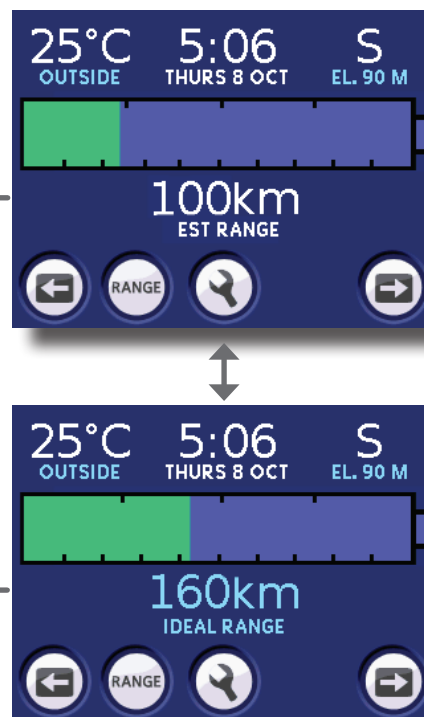 25°C 5:06 S
OUTSIDE THURS 8 OCT EL. 90 M
100km
EST RANGE
RANGE
25°C 5:06 S
OUTSIDE THURS 8 OCT EL. 90 M
160km
IDEAL RANGE
RANGE